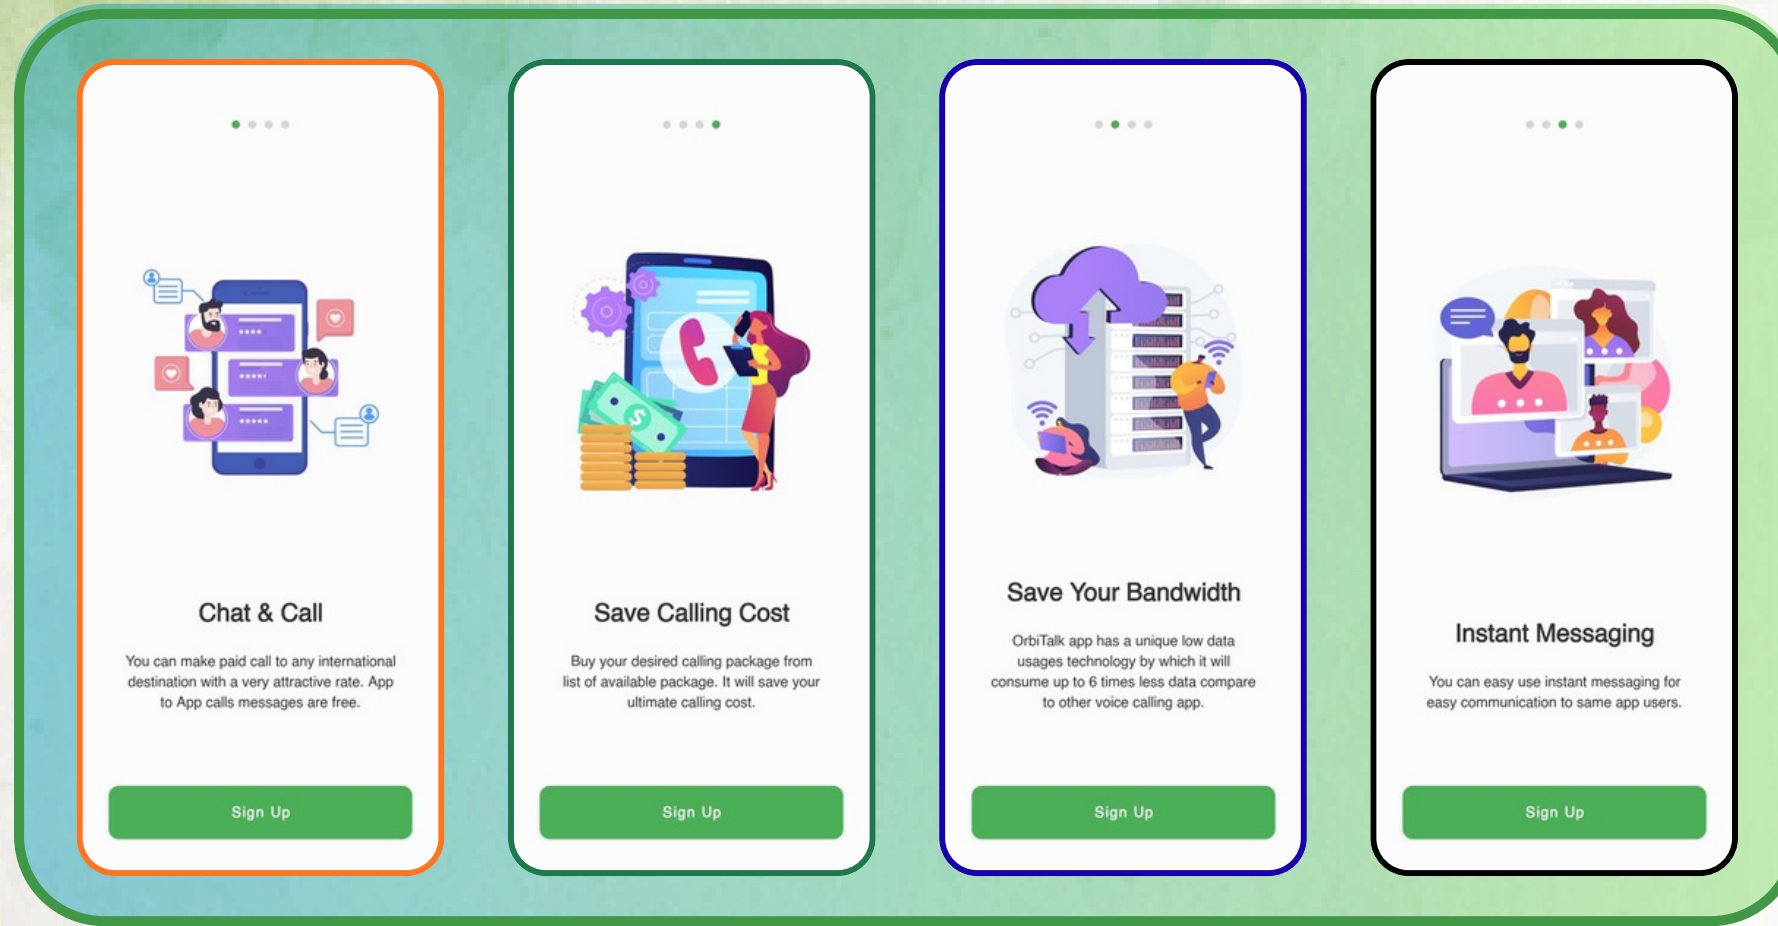 Chat & Call
You can make paid call to any international
destination with a very attractive rate. App
to App calls messages are free.
Sign Up
Save Calling Cost
Buy your desired calling package from
list of available package. It will save your
ultimate calling cost.
Sign Up
Save Your Bandwidth
OrbiTalk app has a unique low data
usages technology by which it will
consume up to 6 times less data compare
to other voice calling app.
Sign Up
Instant Messaging
You can easy use instant messaging for
easy communication to same app users.
Sign Up